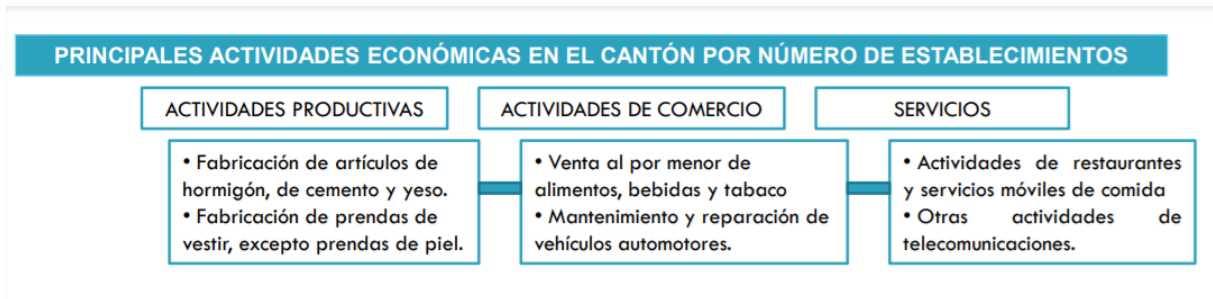 PRINCIPALES ACTIVIDADES ECONÓMICAS EN EL CANTÓN POR NÚMERO DE ESTABLECIMIENTOS
ACTIVIDADES PRODUCTIVAS
• Fabricación de artículos de
hormigón, de cemento y yeso.
• Fabricación de prendas de
vestir, excepto prendas de piel.
ACTIVIDADES DE COMERCIO
• Venta al por menor de
alimentos, bebidas y tabaco
• Mantenimiento y reparación de
vehículos automotores.
SERVICIOS
• Actividades de restaurantes
y servicios móviles de comida
• Otras actividades de
telecomunicaciones.